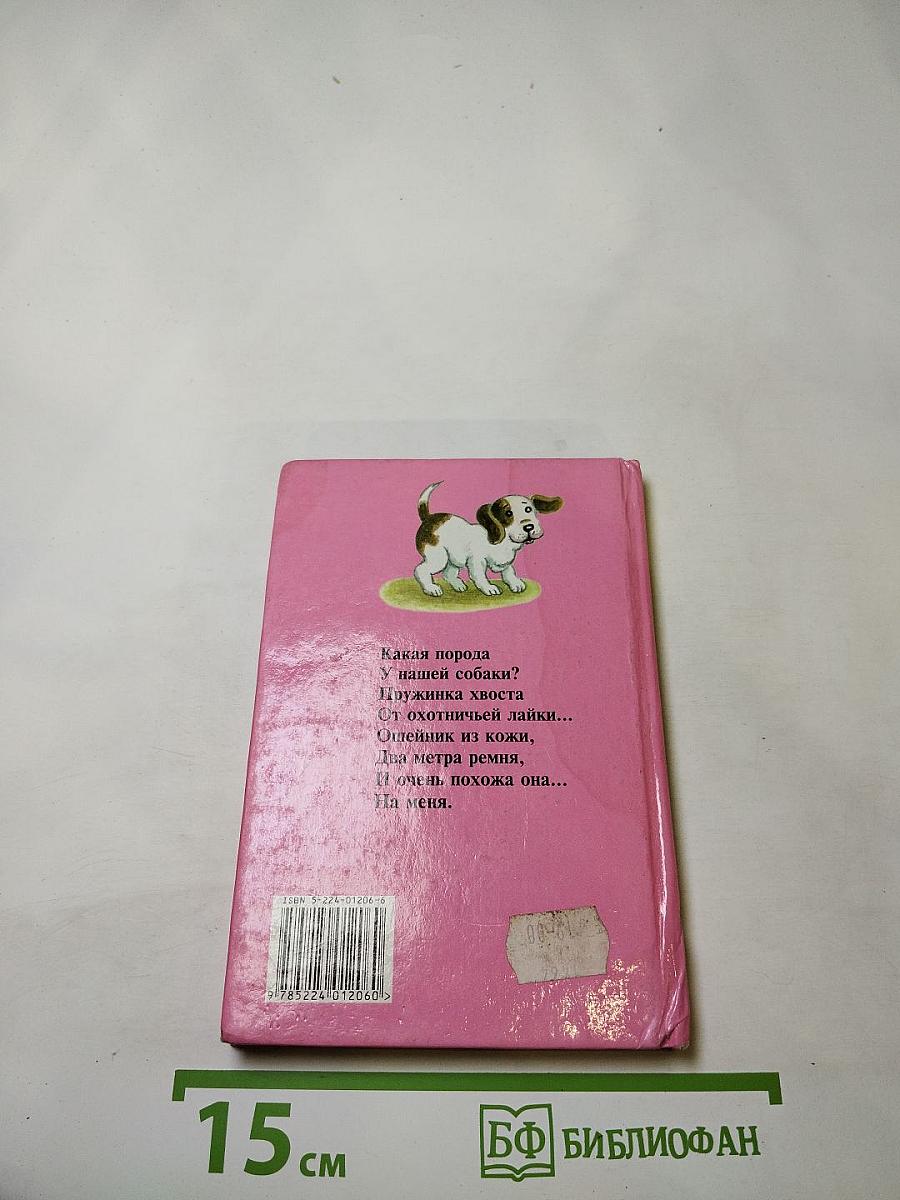 Какая порода
У нашей собаки?
Пружинка хвоста
От охотничьей лайки...
Ошейник из кожи,
Два метра ремня,
И очень похожа она...
На меня.
ISBN 5-224-01206-6
9 785224 012060 >
15 см
БФ БИБЛИОФАН